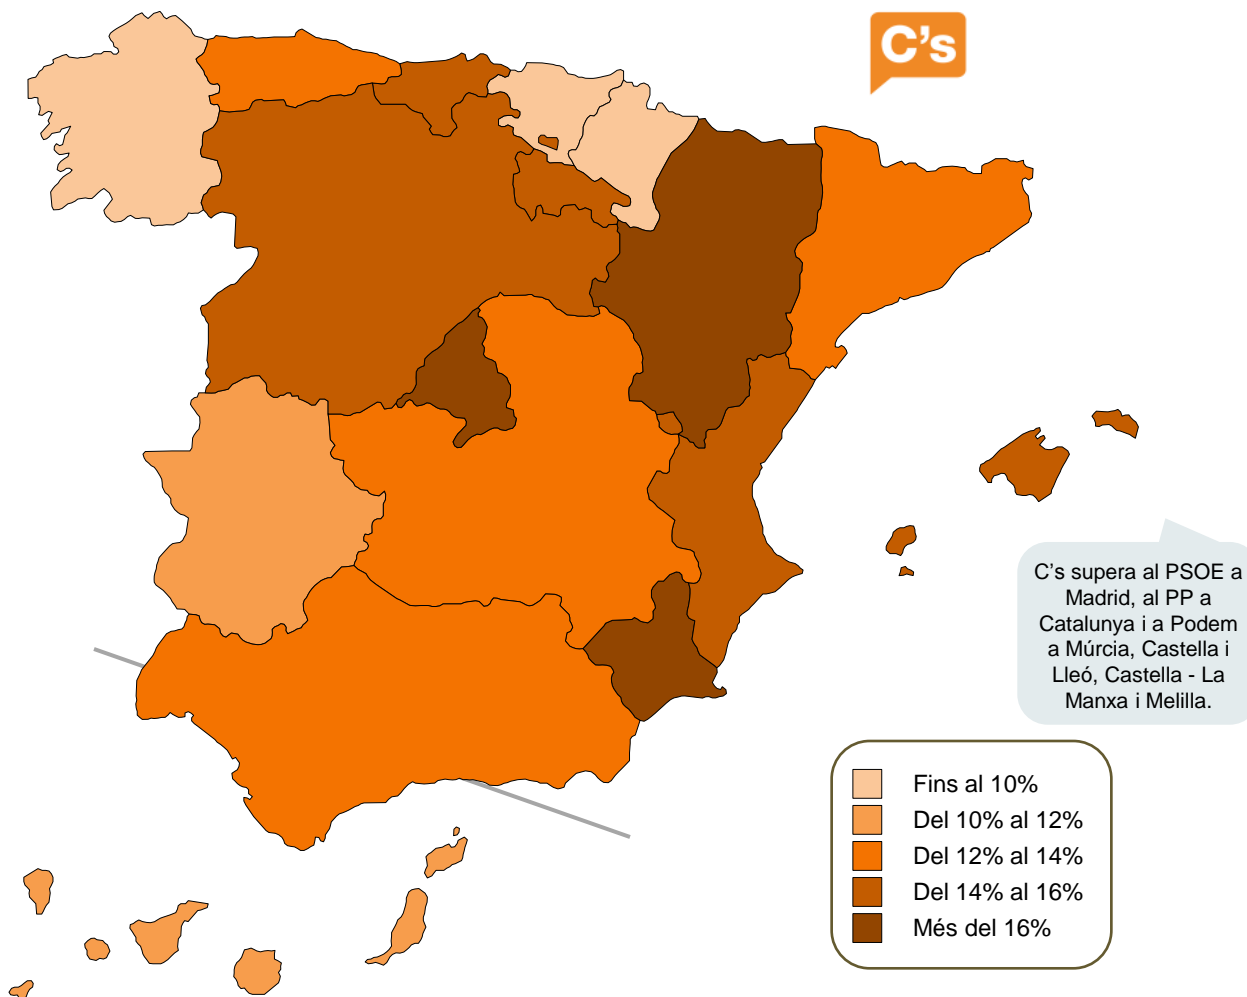 C's
C's supera al PSOE a
Madrid, al PP a
Catalunya i a Podem
a Múrcia, Castella i
Lleó, Castella - La
Manxa i Melilla.
Fins al 10%
Del 10% al 12%
Del 12% al 14%
Del 14% al 16%
Més del 16%